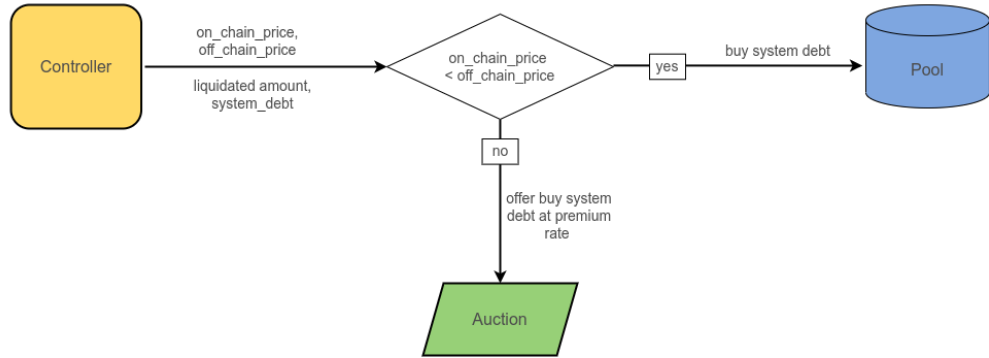 Controller
on_chain_price,
off_chain_price
liquidated amount,
system_debt
on_chain_price
< off_chain_price
yes
buy system debt
Pool
no
offer buy system
debt at premium
rate
Auction